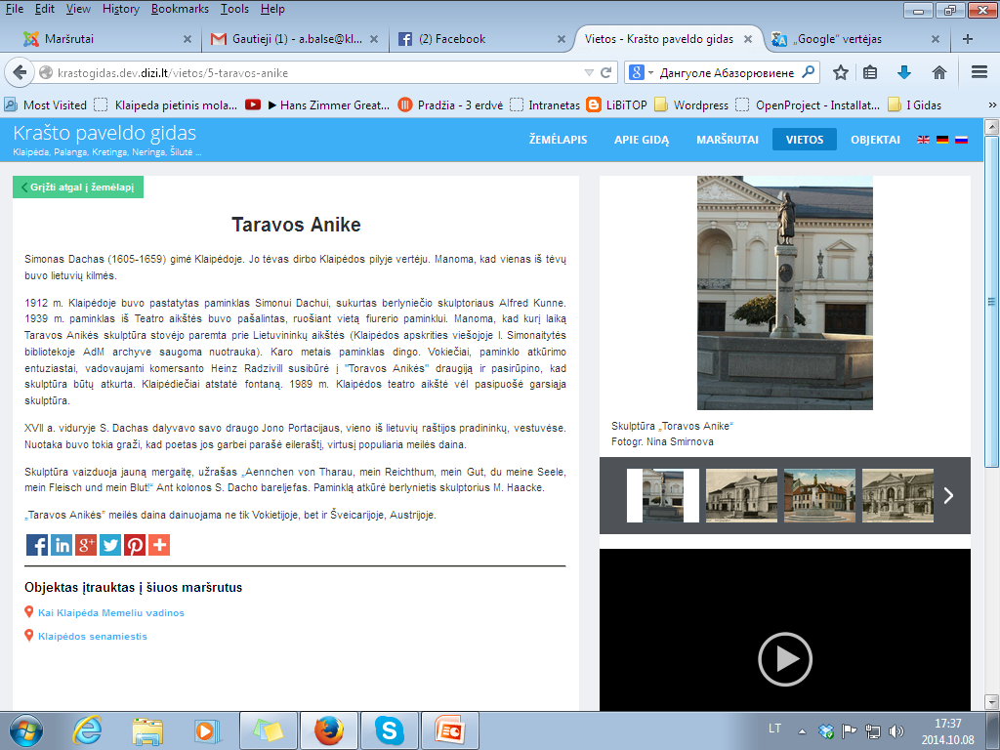 File Edit View History Bookmarks Tools Help
Maršrutai
Gautieji (1) - a.balse@kl...
(2) Facebook
Vietos - Krašto paveldo gidas
„Google“ vertėjas
krastogidas.dev.dizi.lt/vietos/5-taravos-anike
Дангуоле Абазорювиене
Most Visited
Klaipeda pietinis mola...
Hans Zimmer Great...
Pradžia - 3 erdvė
Intranetas
LiBiTOP
Wordpress
OpenProject - Installat...
I Gidas
Krašto paveldo gidas
Klaipėda, Palanga, Kretinga, Neringa, Šilutė ...
ŽEMĖLAPIS APIE GIDĄ MARŠRUTAI VIETOS OBJEKTAI
Grįžti atgal į žemėlapį
Taravos Anike
Simonas Dachas (1605-1659) gimė Klaipėdoje. Jo tėvas dirbo Klaipėdos pilyje vertėju. Manoma, kad vienas iš tėvų
buvo lietuvių kilmės.
1912 m. Klaipėdoje buvo pastatytas paminklas Simonui Dachui, sukurtas berlyniečio skulptoriaus Alfred Kunne.
1939 m. paminklas iš Teatro aikštės buvo pašalintas, ruošiant vietą fiurerio paminklui. Manoma, kad kurį laiką
Taravos Anikės skulptūra stovėjo paremta prie Lietuvininkų aikštės (Klaipėdos apskrities viešojoje I. Simonaitytės
bibliotekoje AdM archyve saugoma nuotrauka). Karo metais paminklas dingo. Vokiečiai, paminklo atkūrimo
entuziastai, vadovaujami komersanto Heinz Radzivill susibūrė į "Toravos Anikės" draugiją ir pasirūpino, kad
skulptūra būtų atkurta. Klaipėdiečiai atstatė fontaną. 1989 m. Klaipėdos teatro aikštė vėl pasipuošė garsiąja
skulptūra.
XVII a. viduryje S. Dachas dalyvavo savo draugo Jono Portacijaus, vieno iš lietuvių raštijos pradininkų, vestuvėse.
Nuotaka buvo tokia graži, kad poetas jos garbei parašė eileraštį, virtusį populiaria meilės daina.
Skulptūra vaizduoja jauną mergaitę, užrašas „Aennchen von Tharau, mein Reichthum, mein Gut, du meine Seele,
mein Fleisch und mein Blut!“ Ant kolonos S. Dacho bareljefas. Paminklą atkūrė berlynietis skulptorius M. Haacke.
„Taravos Anikės” meilės daina dainuojama ne tik Vokietijoje, bet ir Šveicarijoje, Austrijoje.
Objektas įtrauktas į šiuos maršrutus
Kai Klaipėda Memeliu vadinos
Klaipėdos senamiestis
Skulptūra „Toravos Anike“
Fotogr. Nina Smirnova
LT
17:37
2014.10.08